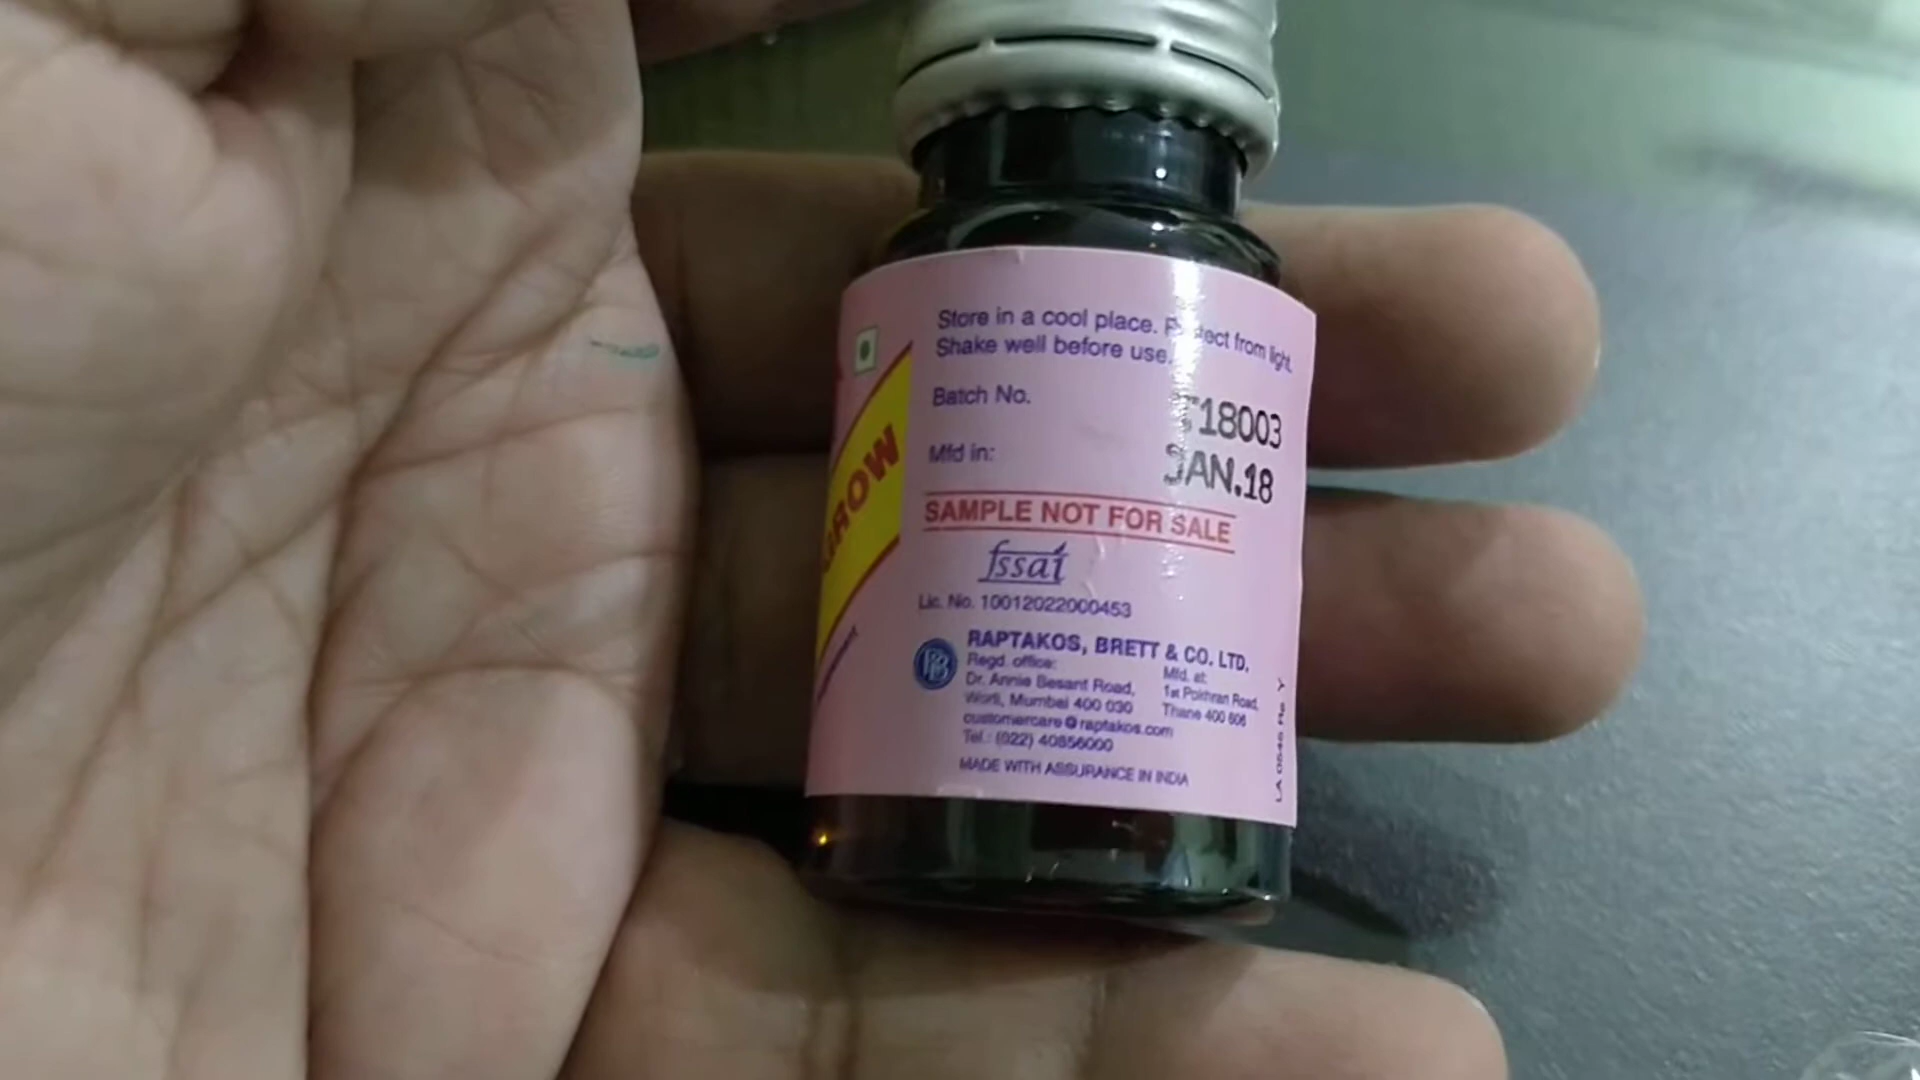 Store in a cool place. Protect from light.
Shake well before use.
Batch No. T18003
Mfd in: JAN.18
SAMPLE NOT FOR SALE
fssai
Lic. No. 10012022000453
RAPTAKOS, BRETT & CO. LTD.
Regd. office:
Dr. Annie Besant Road,
Worli, Mumbai 400 030
customercare@raptakos.com
Tel.: (022) 40856000
Mfd. at:
1st Pokhran Road,
Thane 400 606
MADE WITH ASSURANCE IN INDIA
GROW